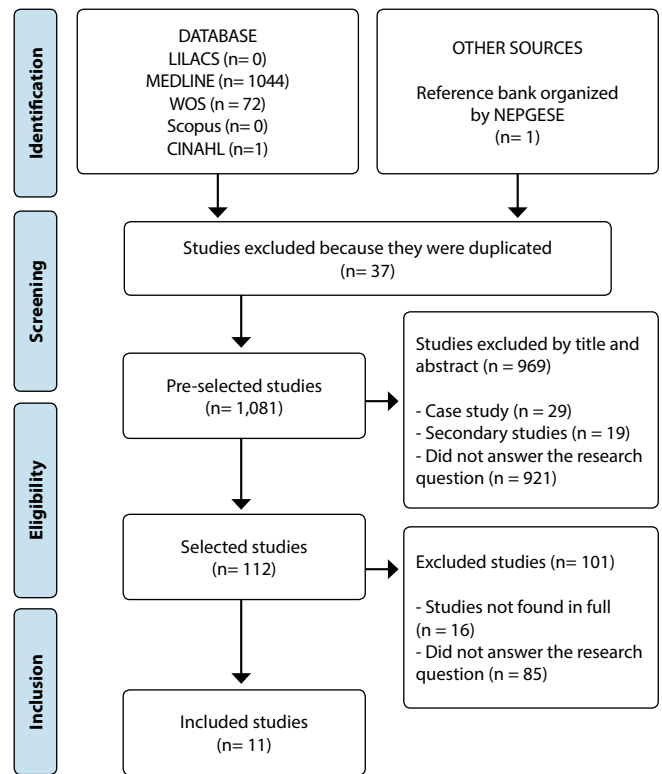 Identification
DATABASE
LILACS (n= 0)
MEDLINE (n= 1044)
WOS (n = 72)
Scopus (n= 0)
CINAHL (n=1)
OTHER SOURCES
Reference bank organized
by NEPGESE
(n= 1)
Screening
Studies excluded because they were duplicated
(n= 37)
Pre-selected studies
(n= 1,081)
Studies excluded by title and
abstract (n = 969)
- Case study (n = 29)
- Secondary studies (n = 19)
- Did not answer the research
question (n = 921)
Eligibility
Selected studies
(n= 112)
Excluded studies (n= 101)
- Studies not found in full
(n = 16)
- Did not answer the research
question (n = 85)
Inclusion
Included studies
(n= 11)